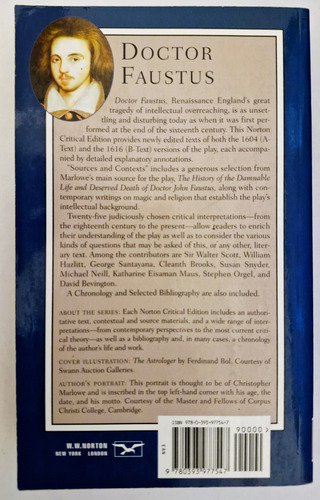 DOCTOR
FAUSTUS
Doctor Faustus, Renaissance England's great
tragedy of intellectual overreaching, is as unset-
tling and disturbing today as when it was first per-
formed at the end of the sixteenth century. This Norton
Critical Edition provides newly edited texts of both the 1604 (A-
Text) and the 1616 (B-Text) versions of the play, each accompa-
nied by detailed explanatory annotations.
"Sources and Contexts" includes a generous selection from
Marlowe's main source for the play, The History of the Damnable
Life and Deserved Death of Doctor John Faustus, along with con-
temporary writings on magic and religion that establish the play's
intellectual background.
Twenty-five judiciously chosen critical interpretations—from
the eighteenth century to the present—allow readers to enrich
their understanding of the play as well as to consider the various
kinds of questions that may be asked of this, or any other, liter-
ary text. Among the contributors are Sir Walter Scott, William
Hazlitt, George Santayana, Cleanth Brooks, Susan Snyder,
Michael Neill, Katharine Eisaman Maus, Stephen Orgel, and
David Bevington.
A Chronology and Selected Bibliography are also included.
ABOUT THE SERIES: Each Norton Critical Edition includes an authori-
tative text, contextual and source materials, and a wide range of inter-
pretations—from contemporary perspectives to the most current criti-
cal theory—as well as a bibliography and, in many cases, a chronology
of the author's life and work.
COVER ILLUSTRATION: The Astrologer by Ferdinand Bol. Courtesy of
Swann Auction Galleries.
AUTHOR'S PORTRAIT: This portrait is thought to be of Christopher
Marlowe and is inscribed in the top left-hand corner with his age, the
date, and his motto. Courtesy of the Master and Fellows of Corpus
Christi College, Cambridge.
W.W.NORTON
NEW YORK LONDON
ISBN 978-0-393-97754-7
90000
9 780393 977547
EAN